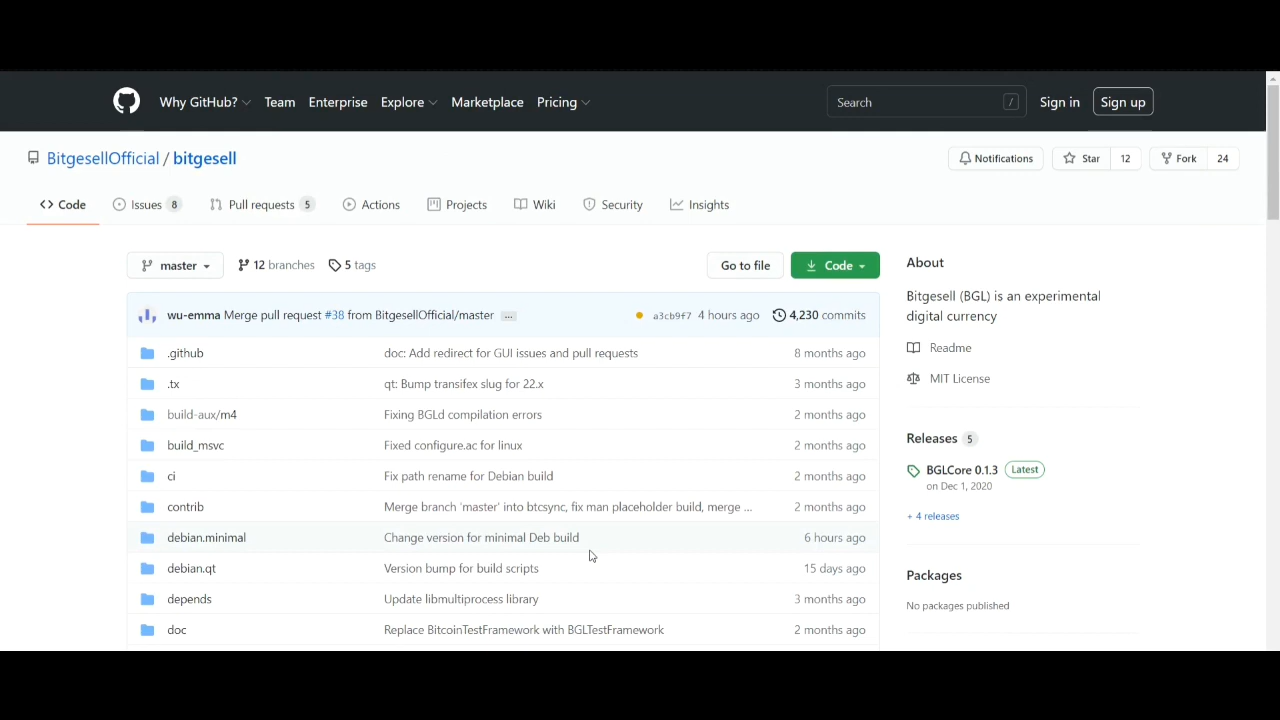 Why GitHub? Team Enterprise Explore Marketplace Pricing Search / Sign in Sign up
BitgesellOfficial / bitgesell Notifications Star 12 Fork 24
Code Issues 8 Pull requests 5 Actions Projects Wiki Security Insights
master 12 branches 5 tags Go to file Code
wu-emma Merge pull request #38 from BitgesellOfficial/master ... a3cb9f7 4 hours ago 4,230 commits
.github doc: Add redirect for GUI issues and pull requests 8 months ago
.tx qt: Bump transifex slug for 22.x 3 months ago
build-aux/m4 Fixing BGLd compilation errors 2 months ago
build_msvc Fixed configure.ac for linux 2 months ago
ci Fix path rename for Debian build 2 months ago
contrib Merge branch 'master' into btcsync, fix man placeholder build, merge ... 2 months ago
debian.minimal Change version for minimal Deb build 6 hours ago
debian.qt Version bump for build scripts 15 days ago
depends Update libmultiprocess library 3 months ago
doc Replace BitcoinTestFramework with BGLTestFramework 2 months ago
About
Bitgesell (BGL) is an experimental
digital currency
Readme
MIT License
Releases 5
BGLCore 0.1.3 Latest
on Dec 1, 2020
+ 4 releases
Packages
No packages published